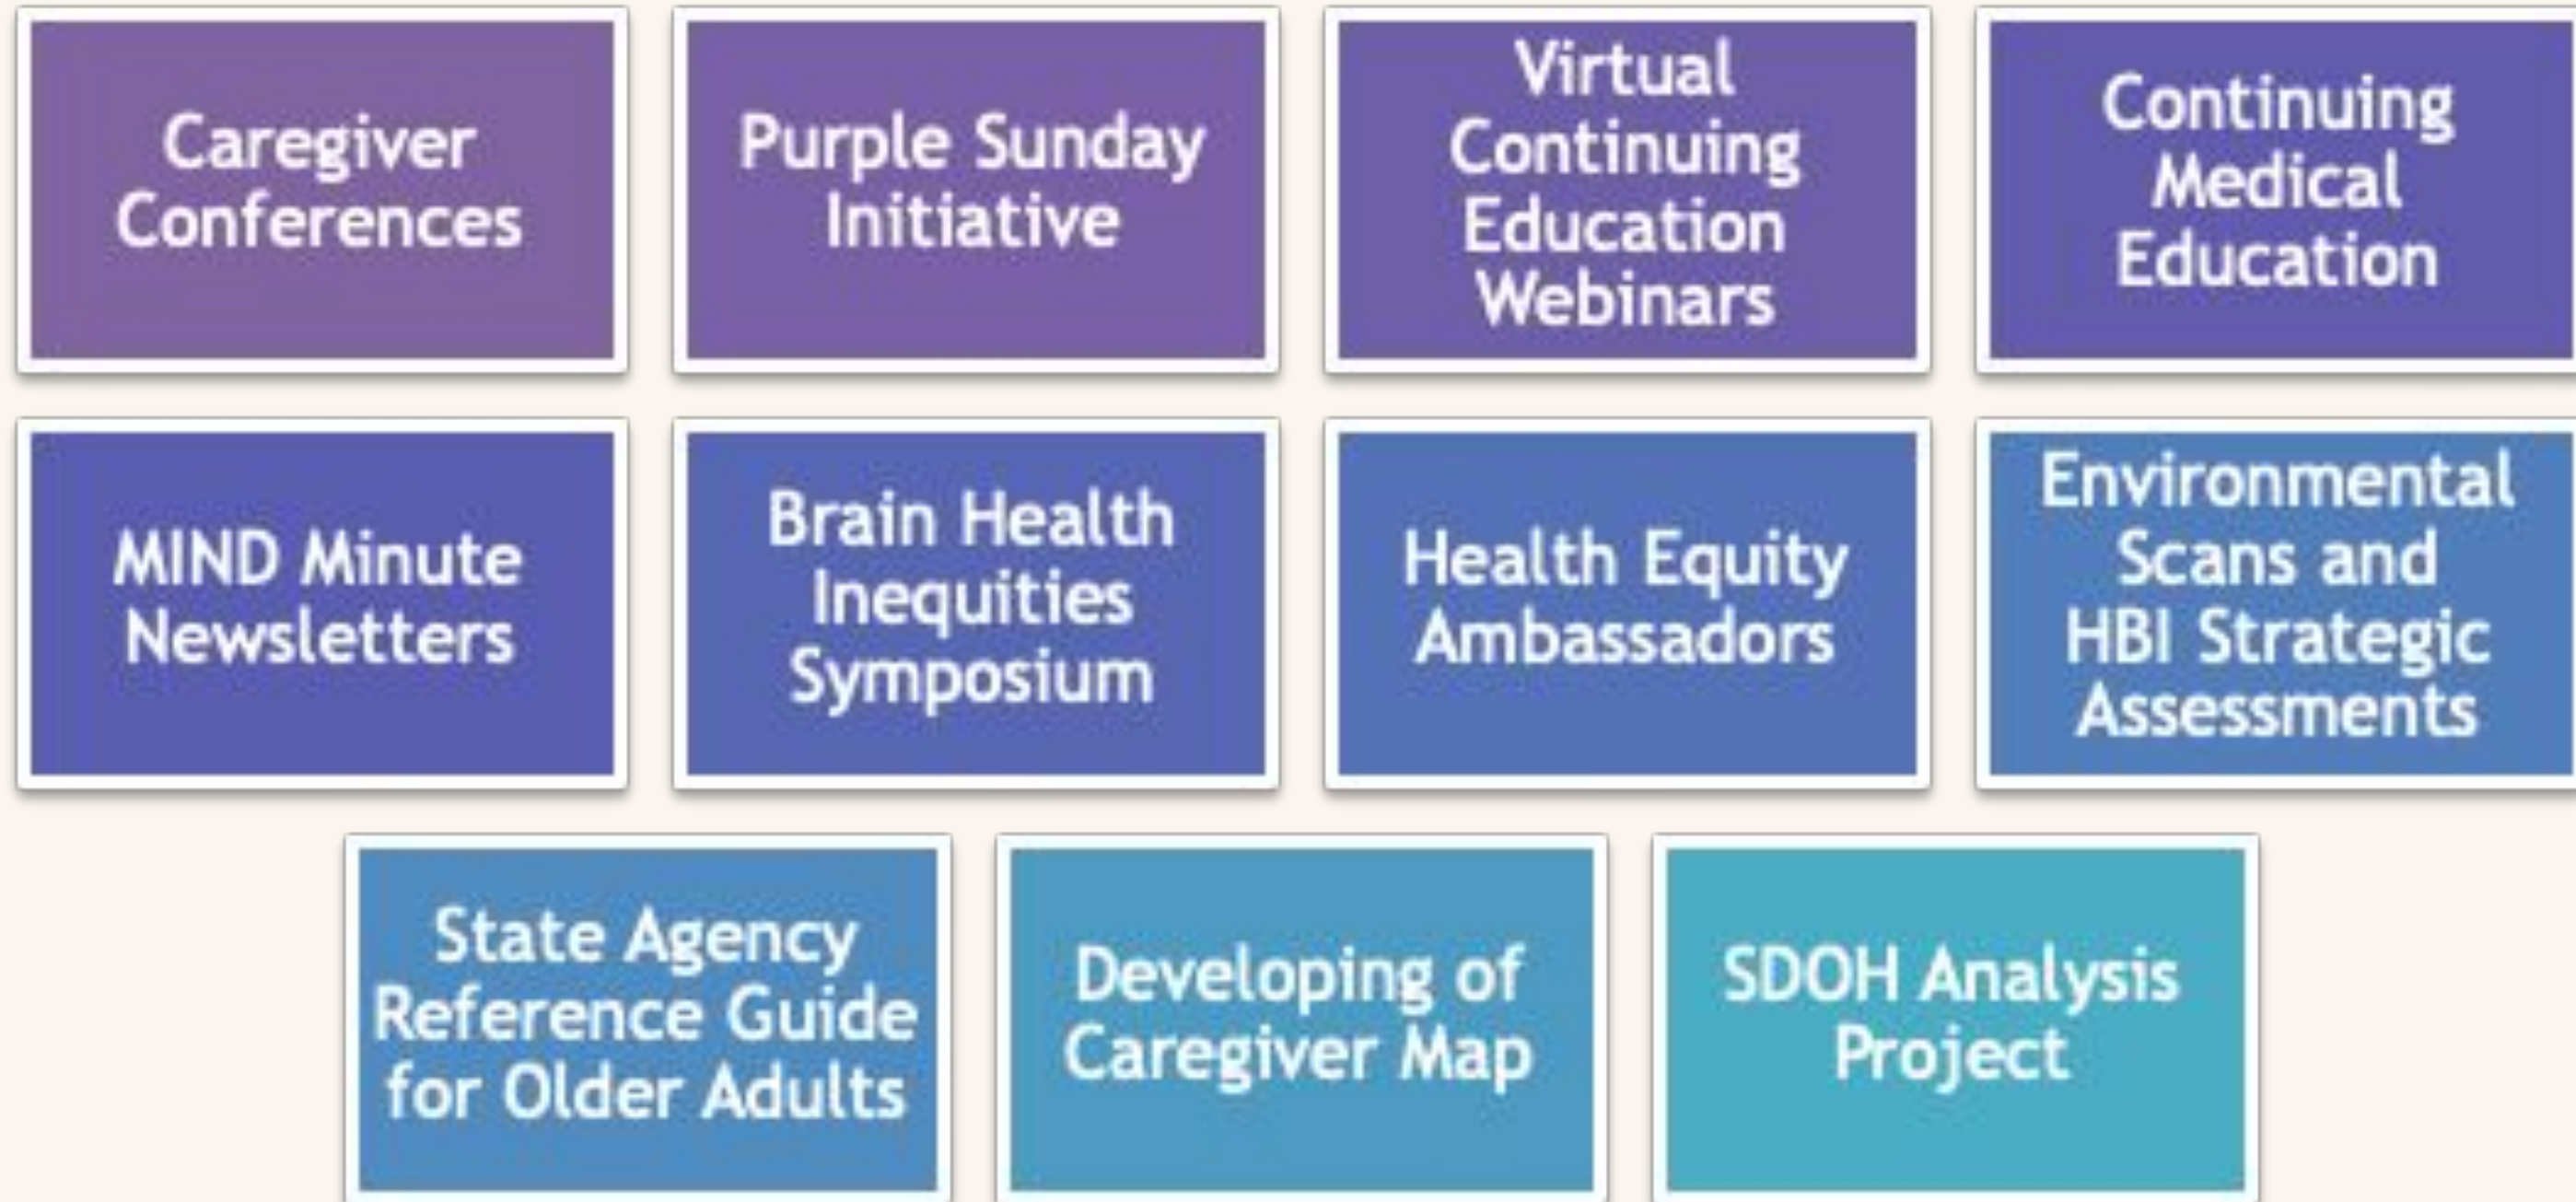 Caregiver
Conferences
Purple Sunday
Initiative
Virtual
Continuing
Education
Webinars
Continuing
Medical
Education
MIND Minute
Newsletters
Brain Health
Inequities
Symposium
Health Equity
Ambassadors
Environmental
Scans and
HBI Strategic
Assessments
State Agency
Reference Guide
for Older Adults
Developing of
Caregiver Map
SDOH Analysis
Project